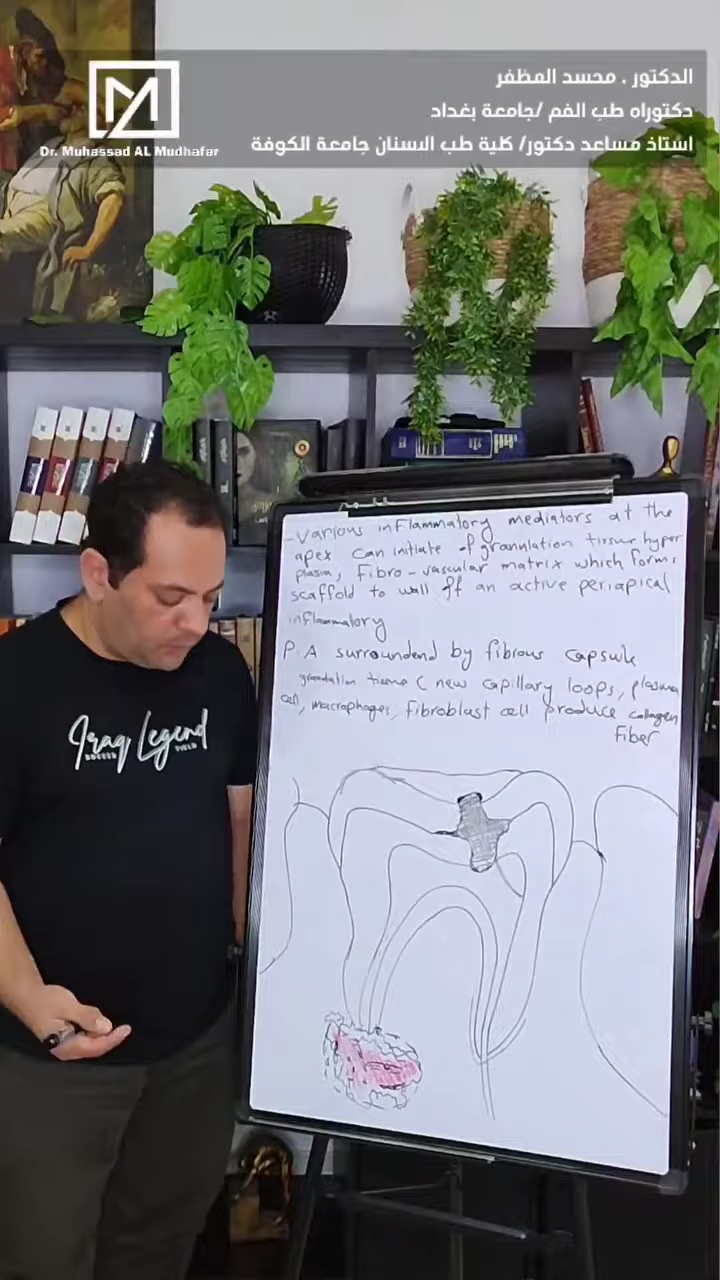 الدكتور . محسد المظفر
دكتوراه طب الفم /جامعة بغداد
استاذ مساعد دكتور/ كلية طب الاسنان جامعة الكوفة
M
Dr. Muhassad AL Mudhafar
- Various inflammatory mediators at the
apex can initiate of granulation tissur hyper
plasia, Fibro-vascular matrix which forms
scaffold to wall ff an active periapical
inflammatory
P.A surroundend by fibrous capsule
granulation tissue ( new capillary loops, plasma
cell, macrophages, fibroblast cell produce collagen
Fiber
Iraq Legend